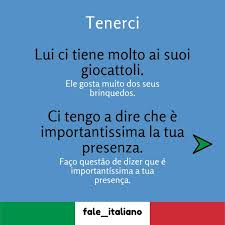 Tenerci
Lui ci tiene molto ai suoi
giocattoli.
Ele gosta muito dos seus
brinquedos.
Ci tengo a dire che è
importantissima la tua
presenza.
Faço questão de dizer que é
importantíssima a tua
presença.
fale_italiano